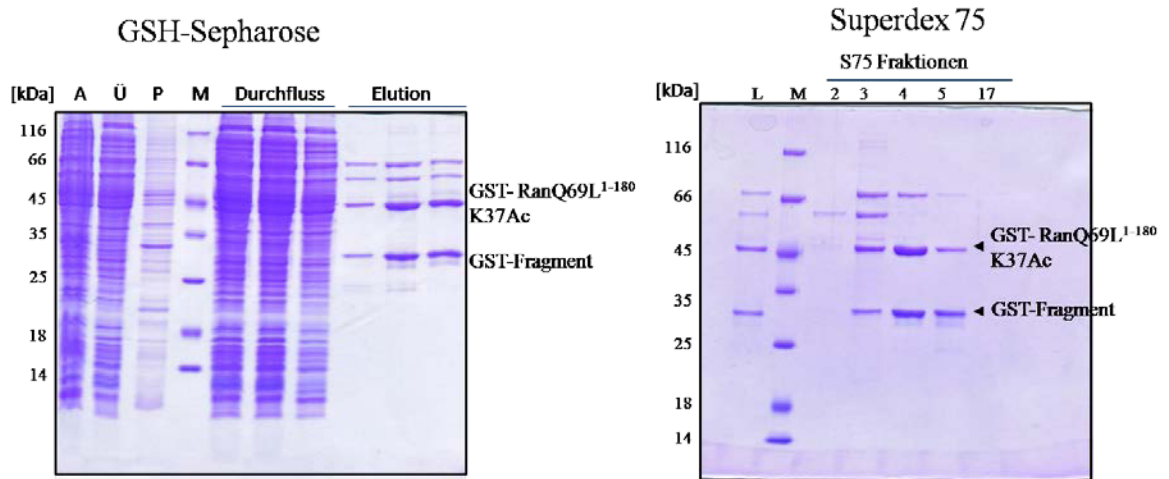 GSH-Sepharose
[kDa] A Ü P M Durchfluss Elution
116
66
45
35
25
18
14
GST- RanQ69L1-180
K37Ac
GST-Fragment
Superdex 75
S75 Fraktionen
[kDa] L M 2 3 4 5 17
116
66
45
35
25
18
14
GST- RanQ69L1-180
K37Ac
GST-Fragment